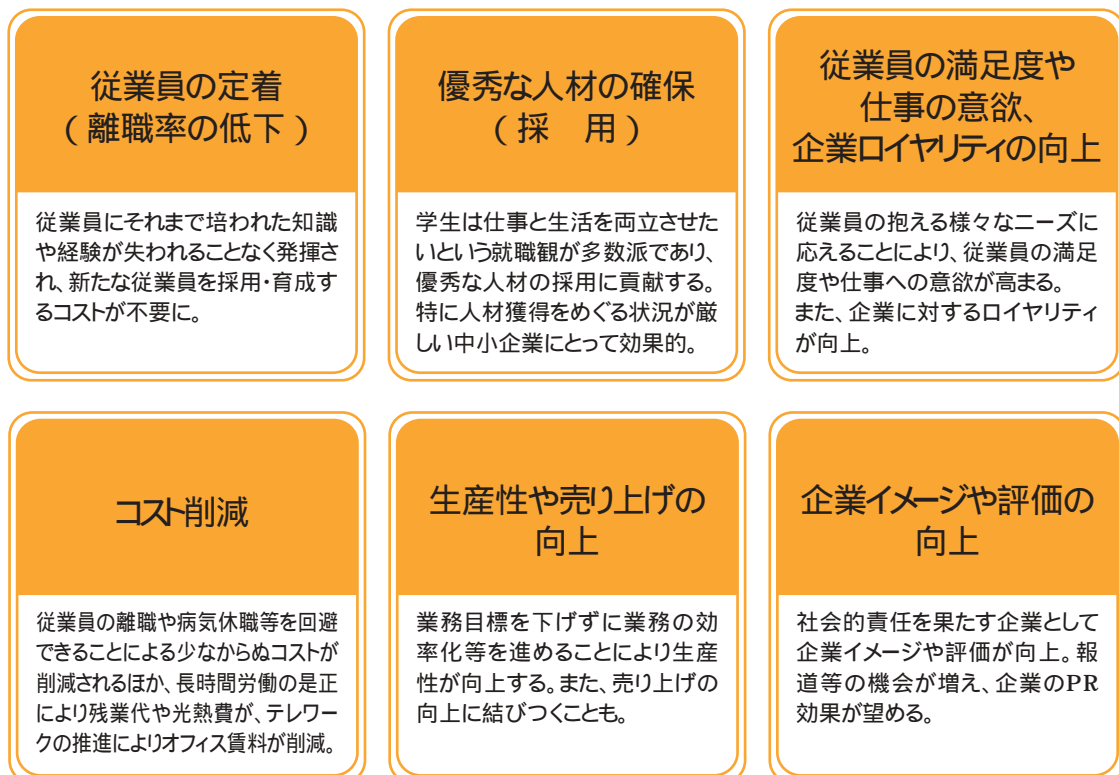 従業員の定着
(離職率の低下)
従業員にそれまで培われた知識
や経験が失われることなく発揮さ
れ、新たな従業員を採用・育成す
るコストが不要に。
優秀な人材の確保
(採　用)
学生は仕事と生活を両立させた
いという就職観が多数派であり、
優秀な人材の採用に貢献する。
特に人材獲得をめぐる状況が厳
しい中小企業にとって効果的。
従業員の満足度や
仕事の意欲、
企業ロイヤリティの向上
従業員の抱える様々なニーズに
応えることにより、従業員の満足
度や仕事への意欲が高まる。
また、企業に対するロイヤリティ
が向上。
コスト削減
従業員の離職や病気休職等を回避
できることによる少なからぬコストが
削減されるほか、長時間労働の是正
により残業代や光熱費が、テレワー
クの推進によりオフィス賃料が削減。
生産性や売り上げの
向上
業務目標を下げずに業務の効
率化等を進めることにより生産
性が向上する。また、売り上げの
向上に結びつくことも。
企業イメージや評価の
向上
社会的責任を果たす企業として
企業イメージや評価が向上。報
道等の機会が増え、企業のPR
効果が望める。